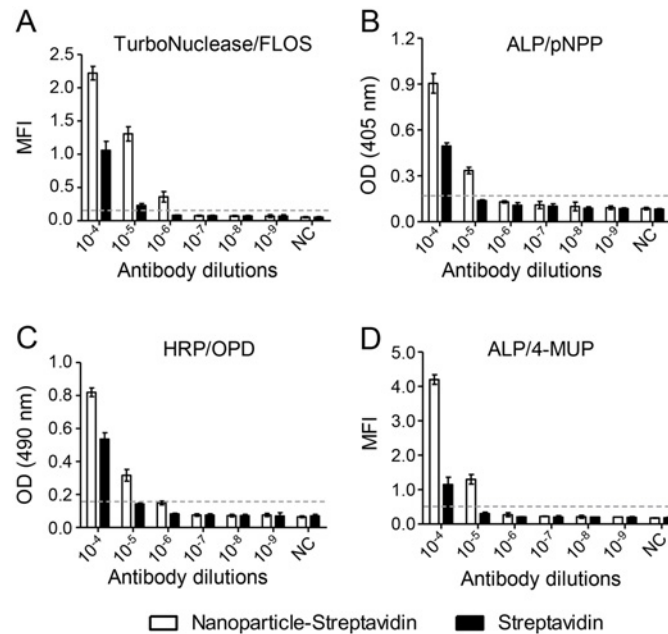 A
TurboNuclease/FLOS
MFI
2.5
2.0
1.5
1.0
0.5
0.0
10-4
10-5
10-6
10-7
10-8
10-9
NC
Antibody dilutions
B
ALP/pNPP
OD (405 nm)
1.2
0.9
0.6
0.3
0.0
10-4
10-5
10-6
10-7
10-8
10-9
NC
Antibody dilutions
C
HRP/OPD
OD (490 nm)
1.0
0.8
0.6
0.4
0.2
0.0
10-4
10-5
10-6
10-7
10-8
10-9
NC
Antibody dilutions
D
ALP/4-MUP
MFI
5.0
4.0
3.0
2.0
1.0
0.0
10-4
10-5
10-6
10-7
10-8
10-9
NC
Antibody dilutions
Nanoparticle-Streptavidin
Streptavidin